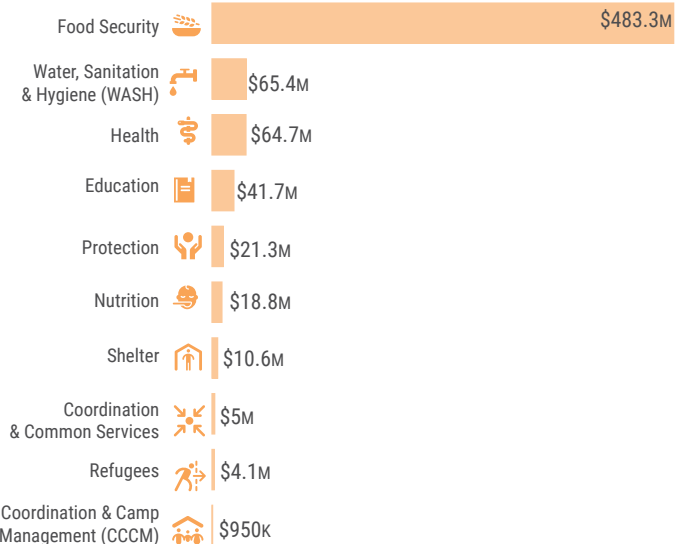 Food Security
$483.3M
Water, Sanitation
& Hygiene (WASH)
$65.4M
Health
$64.7M
Education
$41.7M
Protection
$21.3M
Nutrition
$18.8M
Shelter
$10.6M
Coordination
& Common Services
$5M
Refugees
$4.1M
Coordination & Camp
Management (CCCM)
$950K